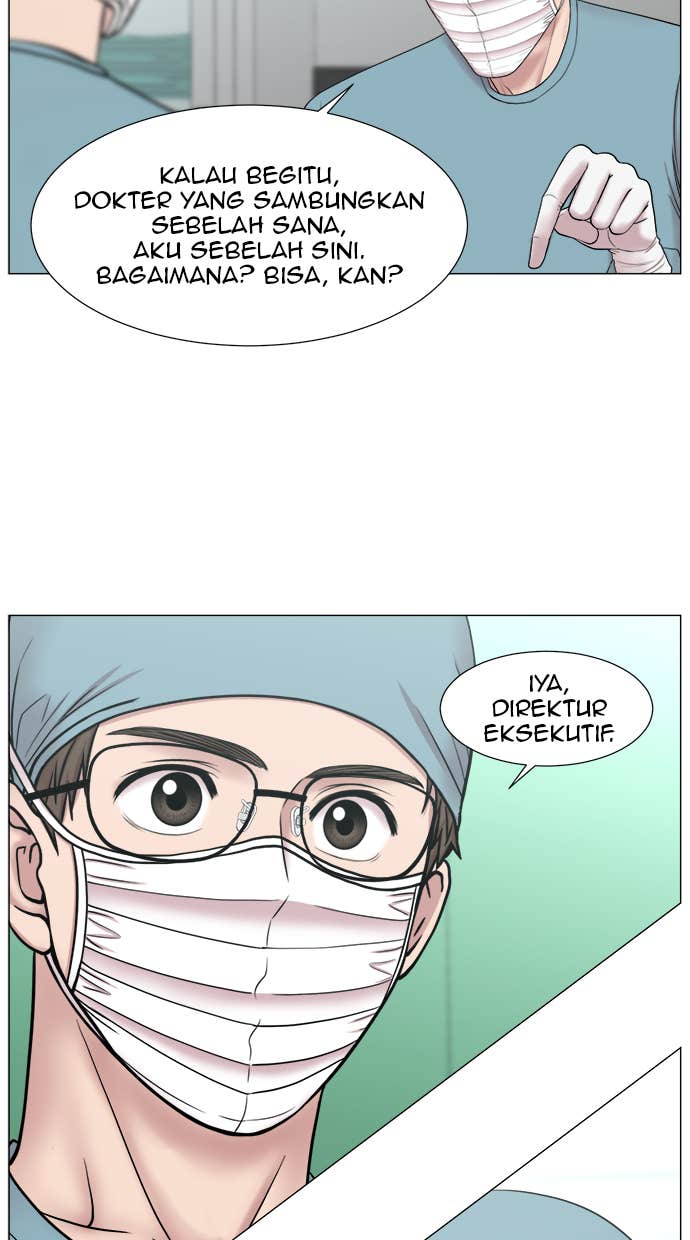 KALAU BEGITU,
DOKTER YANG SAMBUNGKAN
SEBELAH SANA,
AKU SEBELAH SINI.
BAGAIMANA? BISA, KAN?
IYA,
DIREKTUR
EKSEKUTIF.